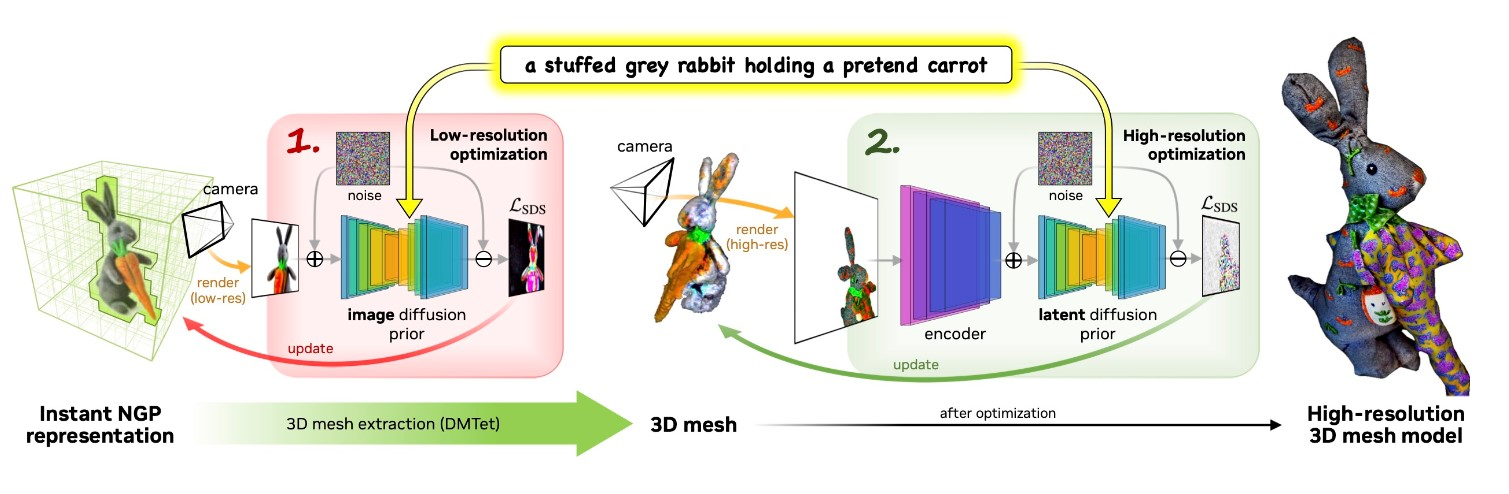 a stuffed grey rabbit holding a pretend carrot
1.
Low-resolution
optimization
noise
camera
render
(low-res)
ℒSDS
image diffusion
prior
update
camera
render
(high-res)
2.
High-resolution
optimization
noise
ℒSDS
encoder
latent diffusion
prior
update
Instant NGP
representation
3D mesh extraction (DMTet)
3D mesh
after optimization
High-resolution
3D mesh model